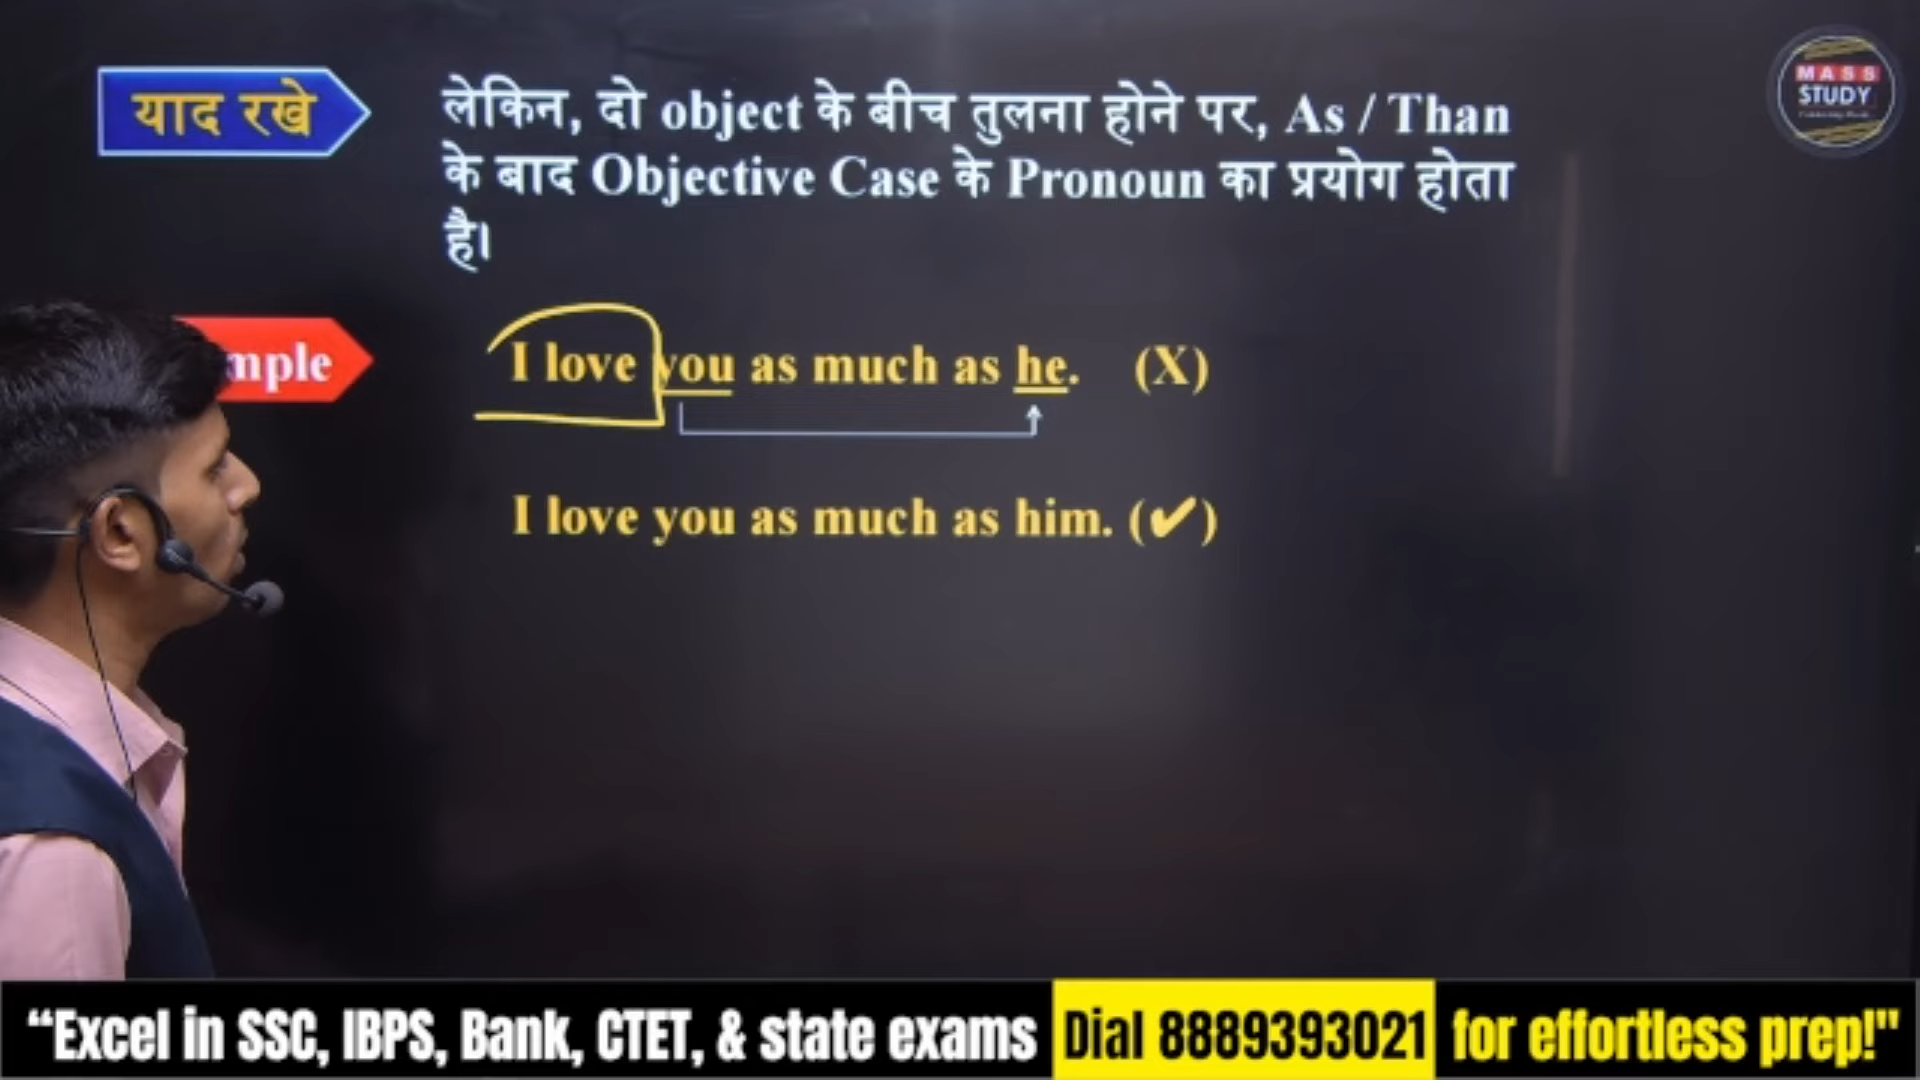 याद रखे
लेकिन, दो object के बीच तुलना होने पर, As / Than
के बाद Objective Case के Pronoun का प्रयोग होता
है।
MASS
STUDY
mple
I love you as much as he. (X)
I love you as much as him. (✔)
“Excel in SSC, IBPS, Bank, CTET, & state exams Dial 8889393021 for effortless prep!"